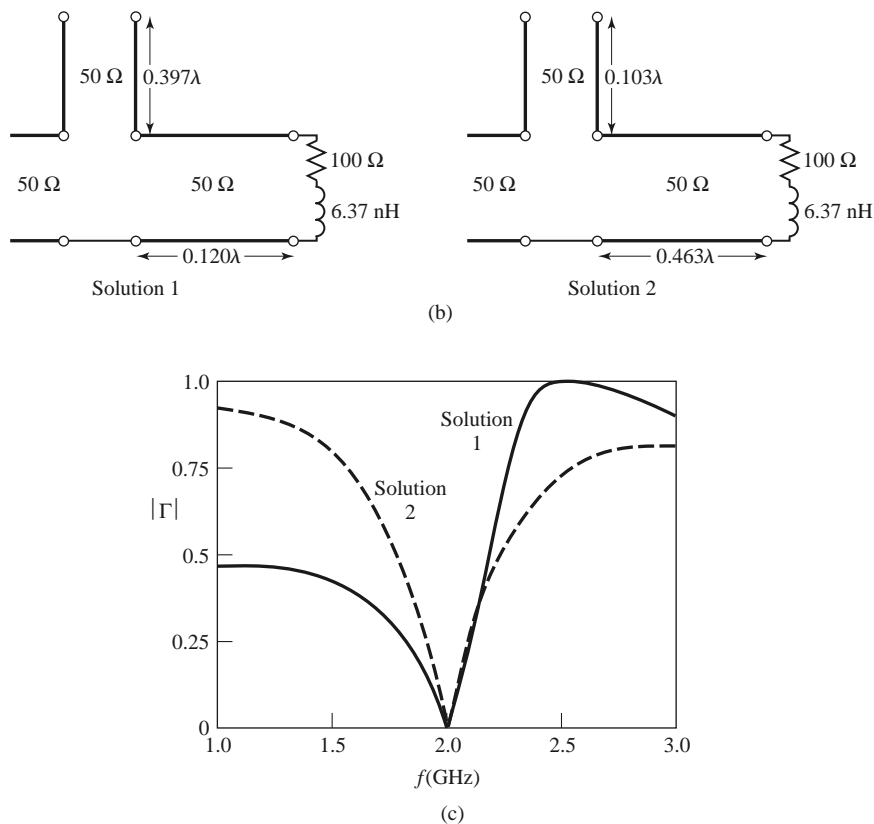 50 Ω 0.397λ
50 Ω 50 Ω
100 Ω
6.37 nH
0.120λ
Solution 1
50 Ω 0.103λ
50 Ω 50 Ω
100 Ω
6.37 nH
0.463λ
Solution 2
(b)
1.0
0.75
|Γ|
0.5
0.25
0
Solution
1
Solution
2
1.0 1.5 2.0 2.5 3.0
f(GHz)
(c)